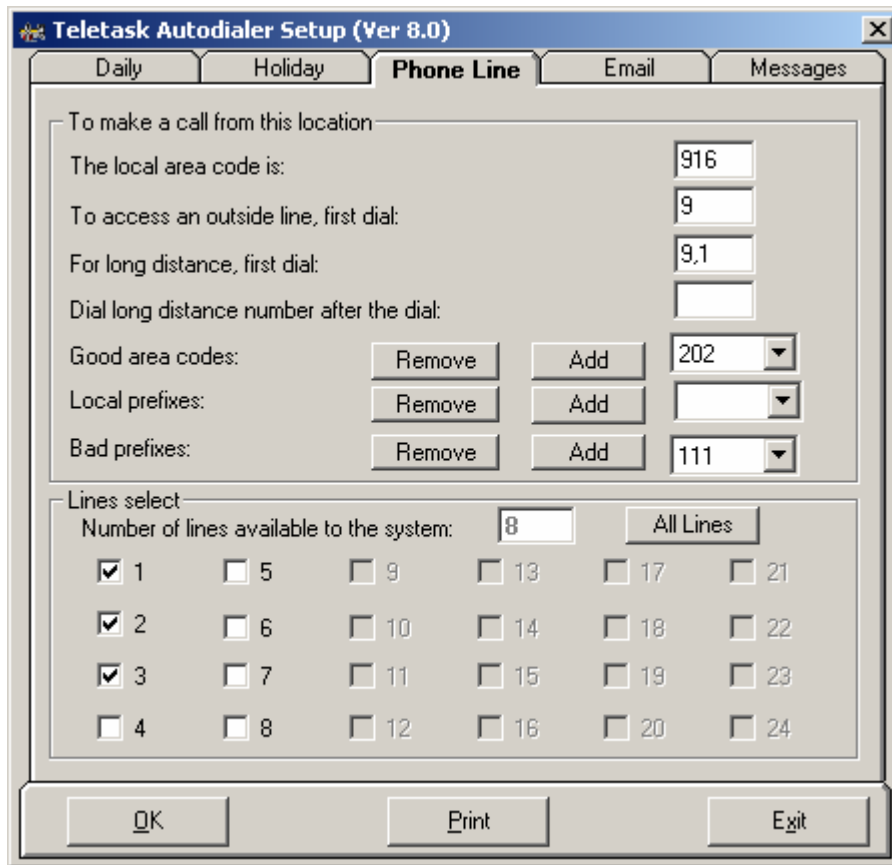 Teletask Autodialer Setup (Ver 8.0)
Daily Holiday Phone Line Email Messages
To make a call from this location
The local area code is: 916
To access an outside line, first dial: 9
For long distance, first dial: 9,1
Dial long distance number after the dial:
Good area codes: Remove Add 202
Local prefixes: Remove Add
Bad prefixes: Remove Add 111
Lines select
Number of lines available to the system: 8 All Lines
1 5 9 13 17 21
2 6 10 14 18 22
3 7 11 15 19 23
4 8 12 16 20 24
OK Print Exit